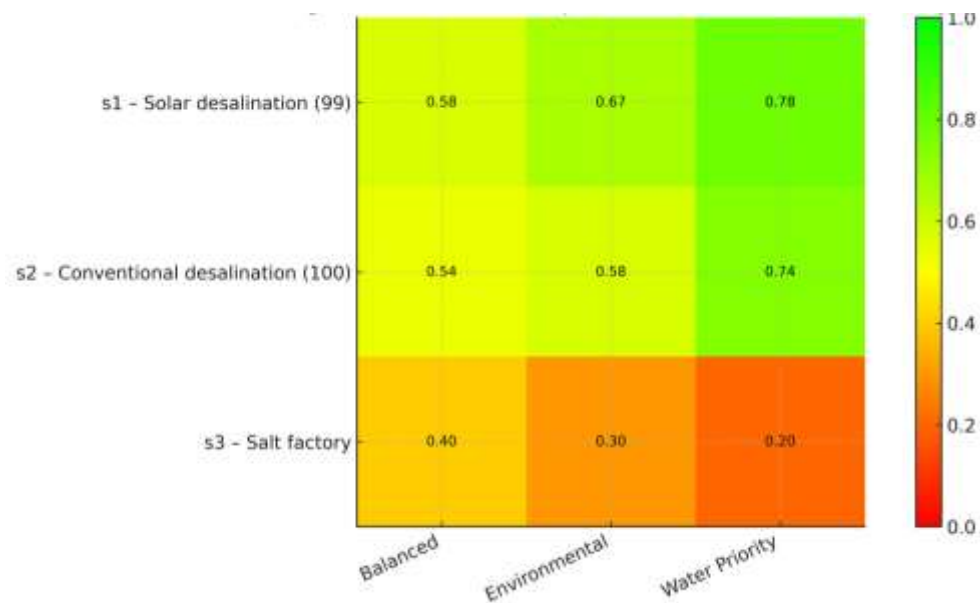 s1 – Solar desalination (99)
0.58 0.67 0.78
s2 – Conventional desalination (100)
0.54 0.58 0.74
s3 – Salt factory
0.40 0.30 0.20
Balanced
Environmental
Water Priority
1.0
0.8
0.6
0.4
0.2
0.0